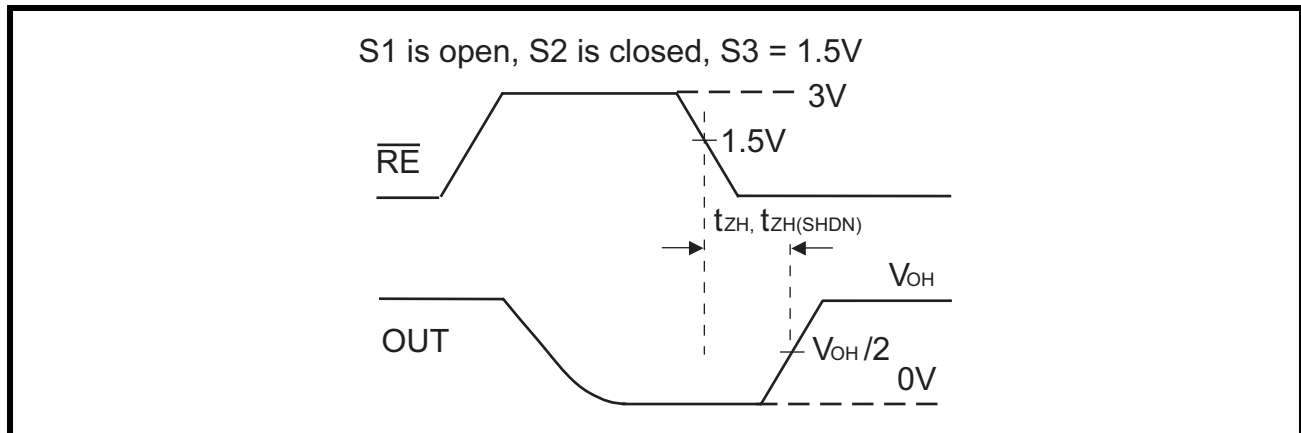 S1 is open, S2 is closed, S3 = 1.5V
3V
1.5V
RE
tZH, tZH(SHDN)
VOH
OUT
VOH /2
0V